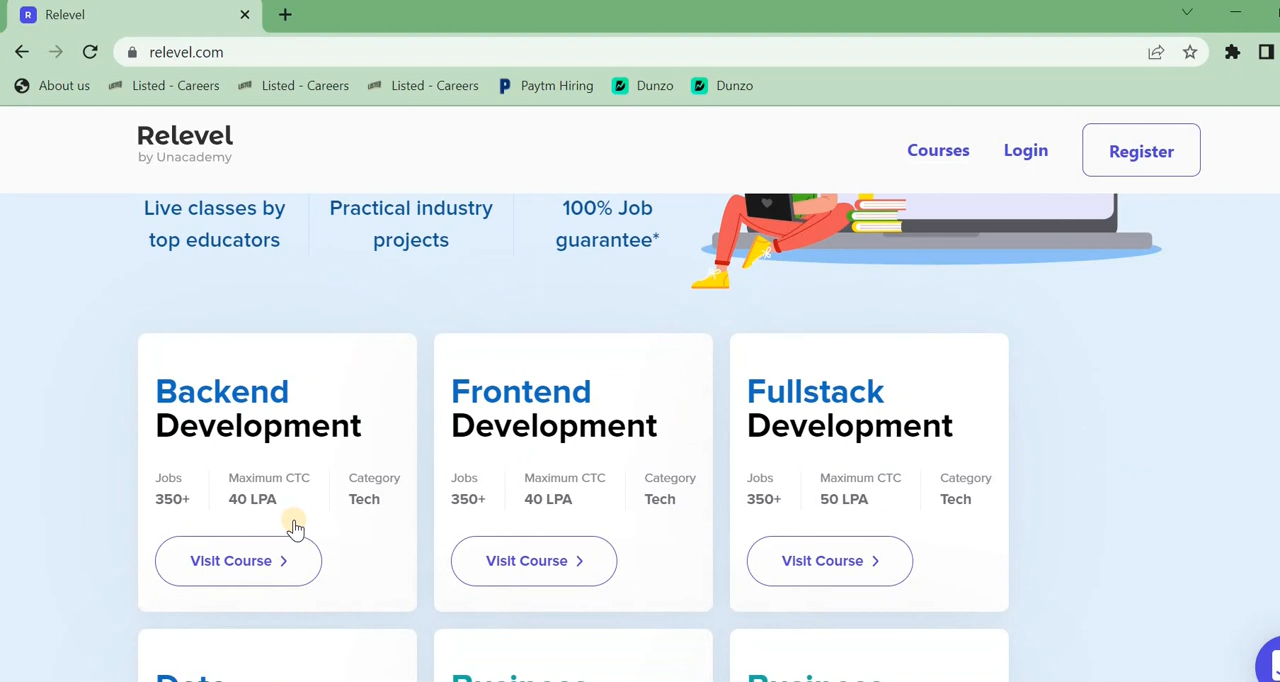 R Relevel
relevel.com
About us Listed - Careers Listed - Careers Listed - Careers Paytm Hiring Dunzo Dunzo
Relevel
by Unacademy
Courses Login Register
Live classes by
top educators
Practical industry
projects
100% Job
guarantee*
Backend
Development
Jobs Maximum CTC Category
350+ 40 LPA Tech
Visit Course >
Frontend
Development
Jobs Maximum CTC Category
350+ 40 LPA Tech
Visit Course >
Fullstack
Development
Jobs Maximum CTC Category
350+ 50 LPA Tech
Visit Course >
Data
Business
Business